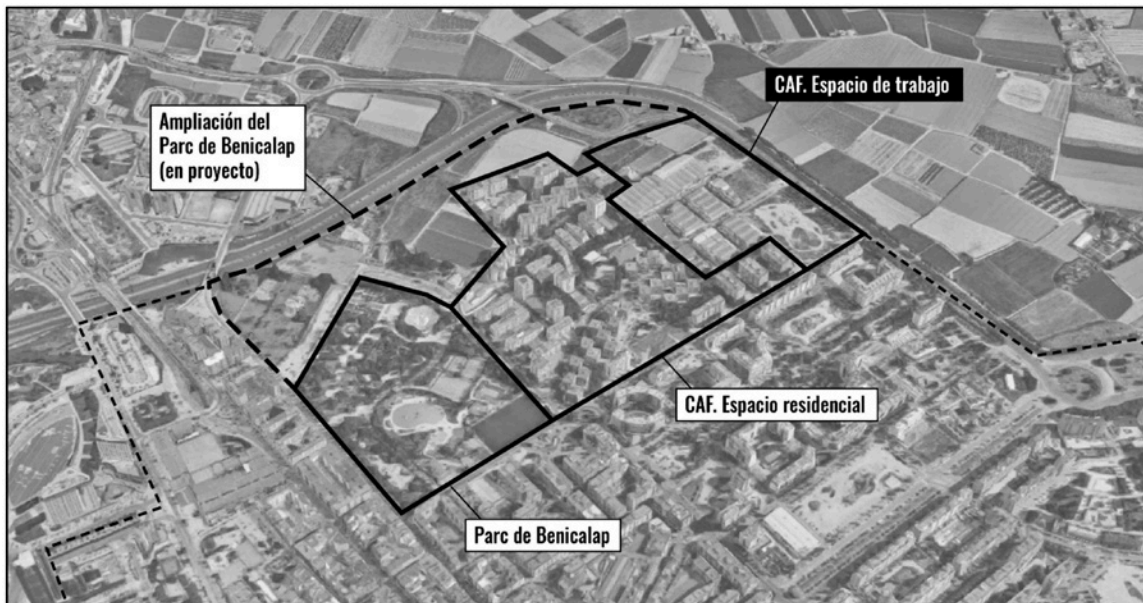 CAF. Espacio de trabajo
Ampliación del
Parc de Benicalap
(en proyecto)
CAF. Espacio residencial
Parc de Benicalap